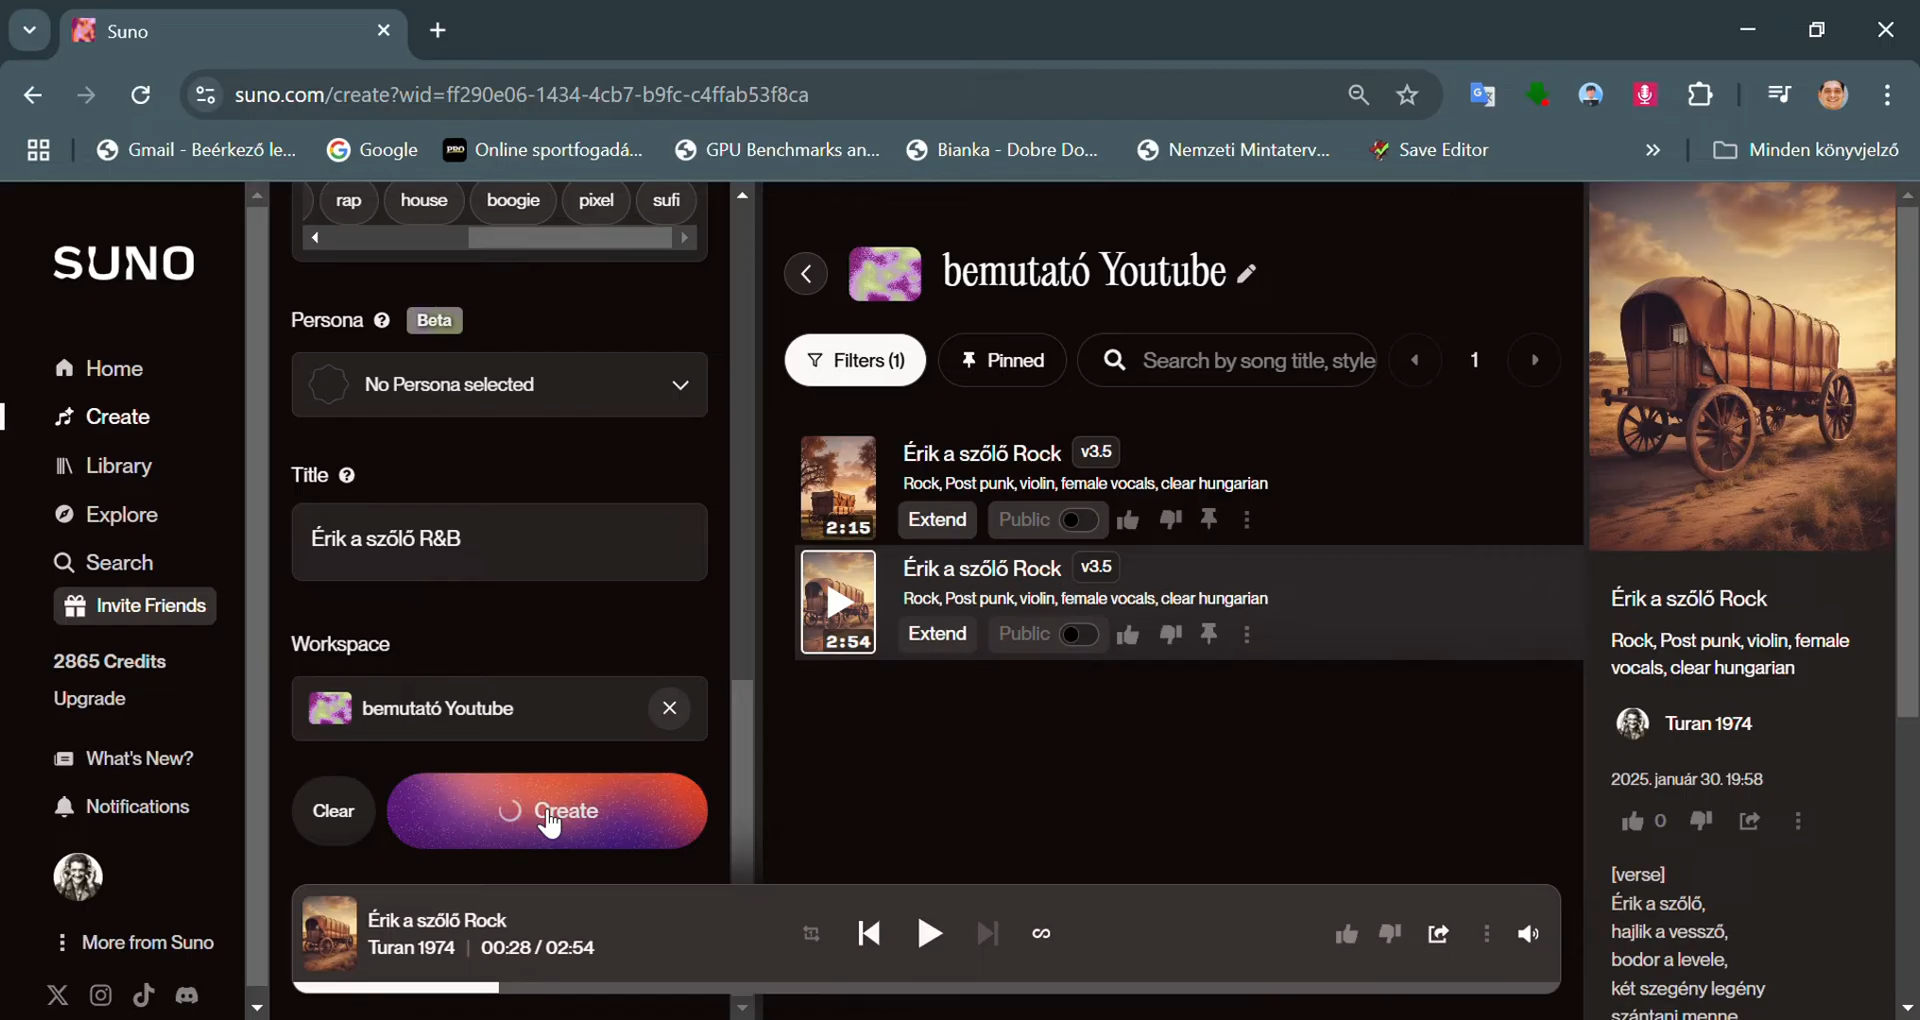 Suno
suno.com/create?wid=ff290e06-1434-4cb7-b9fc-c4ffab53f8ca
Gmail - Beérkező le...
Google
Online sportfogadá...
GPU Benchmarks an...
Bianka - Dobre Do...
Nemzeti Mintaterv...
Save Editor
Minden könyvjelző
SUNO
Home
Create
Library
Explore
Search
Invite Friends
2865 Credits
Upgrade
What's New?
Notifications
More from Suno
rap
house
boogie
pixel
sufi
Persona
Beta
No Persona selected
Title
Érik a szőlő R&B
Workspace
bemutató Youtube
Clear
Create
bemutató Youtube
Filters (1)
Pinned
Search by song title, style
1
2:15
Érik a szőlő Rock v3.5
Rock, Post punk, violin, female vocals, clear hungarian
Extend
Public
2:54
Érik a szőlő Rock v3.5
Rock, Post punk, violin, female vocals, clear hungarian
Extend
Public
Érik a szőlő Rock
Turan 1974 | 00:28 / 02:54
Érik a szőlő Rock
Rock, Post punk, violin, female
vocals, clear hungarian
Turan 1974
2025. január 30. 19:58
0
[verse]
Érik a szőlő,
hajlik a vessző,
bodor a levele,
két szegény legény
szántani menne